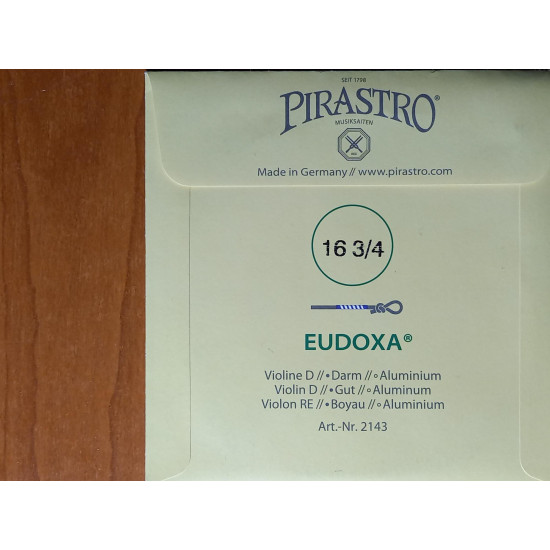 SEIT 1798
PIRASTRO®
MUSIKSAITEN
Made in Germany // www.pirastro.com
16 3/4
EUDOXA®
Violine D //•Darm //▫Aluminium
Violin D //•Gut //▫Aluminum
Violon RE //•Boyau //▫Aluminium
Art.-Nr. 2143